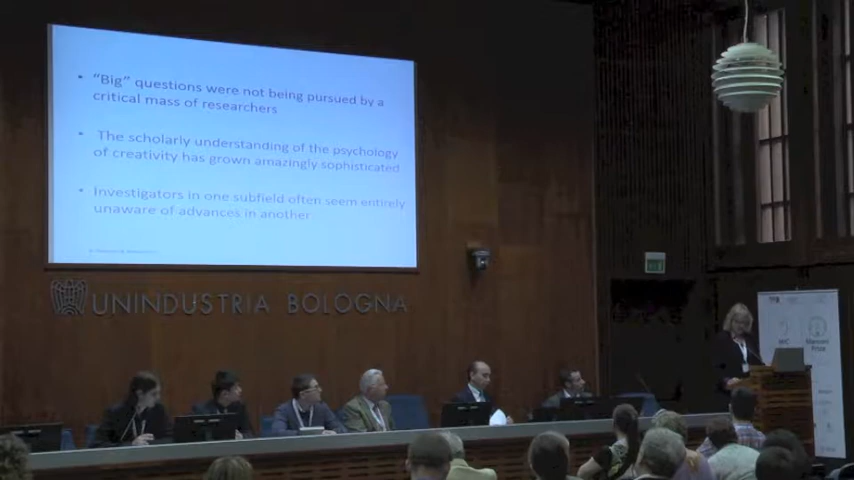 • "Big" questions were not being pursued by a
critical mass of researchers
• The scholarly understanding of the psychology
of creativity has grown amazingly sophisticated
• Investigators in one subfield often seem entirely
unaware of advances in another
UNINDUSTRIA BOLOGNA
Prize